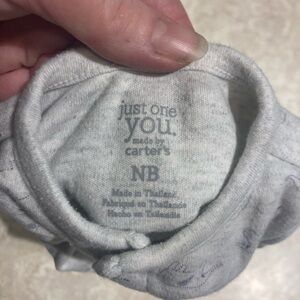 just one
you.
made by
carter's
NB
Made in Thailand
Fabriqué en Thaïlande
Hecho en Tailandia